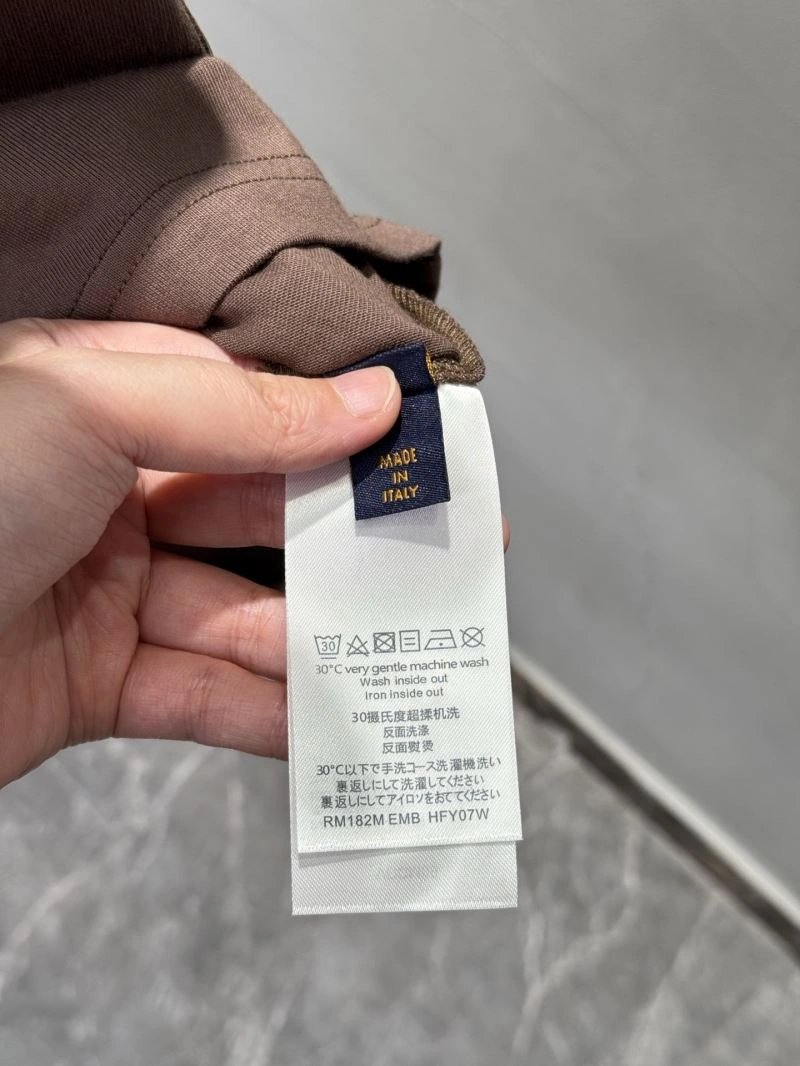 MADE
IN
ITALY
30
30°C very gentle machine wash
Wash inside out
Iron inside out
30摄氏度超揉机洗
反面洗涤
反面熨烫
30℃以下で手洗コース洗濯機洗い
裏返しにして洗濯してください
裏返しにしてアイロソをおててください
RM182M EMB HFY07W